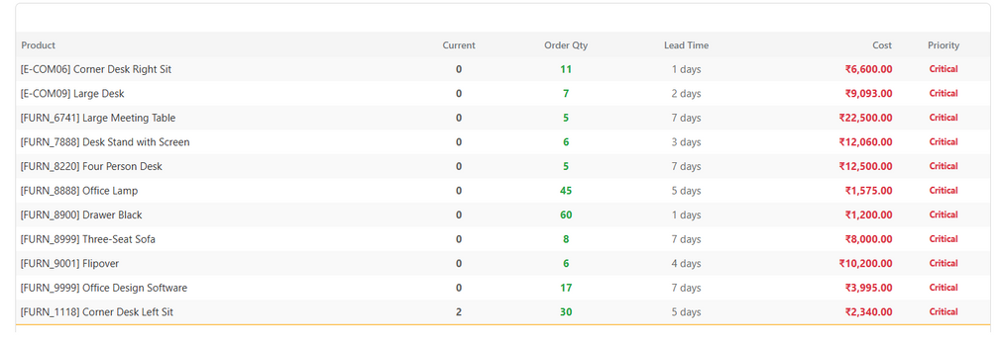 Product Current Order Qty Lead Time Cost Priority
[E-COM06] Corner Desk Right Sit 0 11 1 days ₹6,600.00 Critical
[E-COM09] Large Desk 0 7 2 days ₹9,093.00 Critical
[FURN_6741] Large Meeting Table 0 5 7 days ₹22,500.00 Critical
[FURN_7888] Desk Stand with Screen 0 6 3 days ₹12,060.00 Critical
[FURN_8220] Four Person Desk 0 5 7 days ₹12,500.00 Critical
[FURN_8888] Office Lamp 0 45 5 days ₹1,575.00 Critical
[FURN_8900] Drawer Black 0 60 1 days ₹1,200.00 Critical
[FURN_8999] Three-Seat Sofa 0 8 7 days ₹8,000.00 Critical
[FURN_9001] Flipover 0 6 4 days ₹10,200.00 Critical
[FURN_9999] Office Design Software 0 17 7 days ₹3,995.00 Critical
[FURN_1118] Corner Desk Left Sit 2 30 5 days ₹2,340.00 Critical